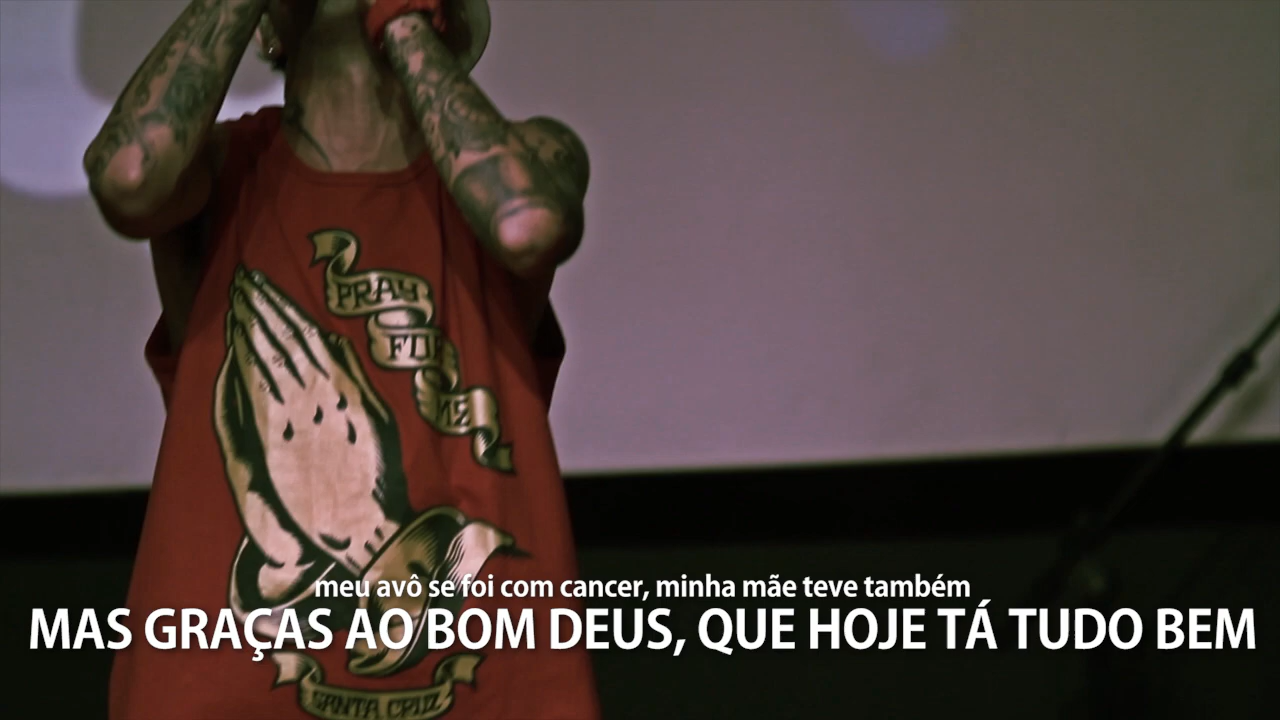 PRAY
FOR
ME
meu avô se foi com cancer, minha mãe teve também
MAS GRAÇAS AO BOM DEUS, QUE HOJE TÁ TUDO BEM
SANTA CRUZ